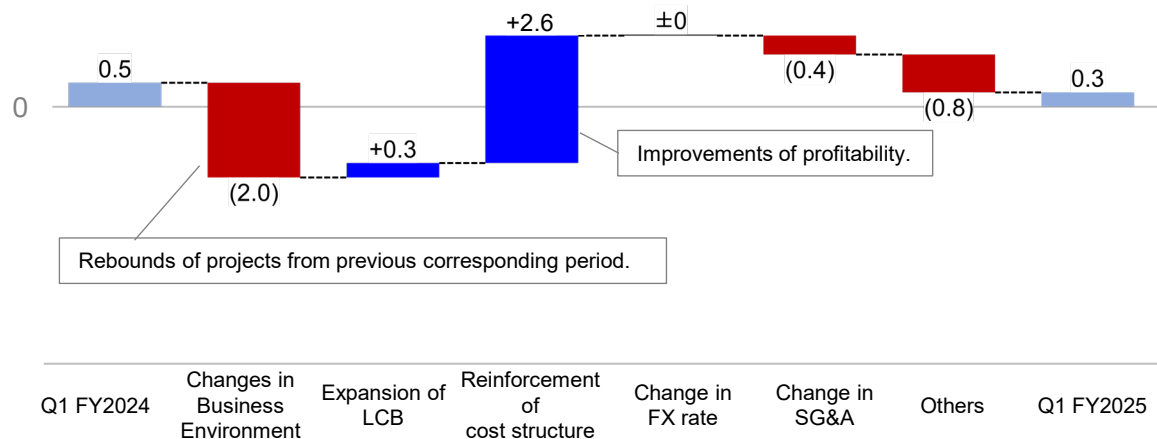 +2.6
±0
0.5
(0.4)
0.3
0
(0.8)
+0.3
Improvements of profitability.
(2.0)
Rebounds of projects from previous corresponding period.
Q1 FY2024
Changes in
Business
Environment
Expansion of
LCB
Reinforcement
of
cost structure
Change in
FX rate
Change in
SG&A
Others
Q1 FY2025